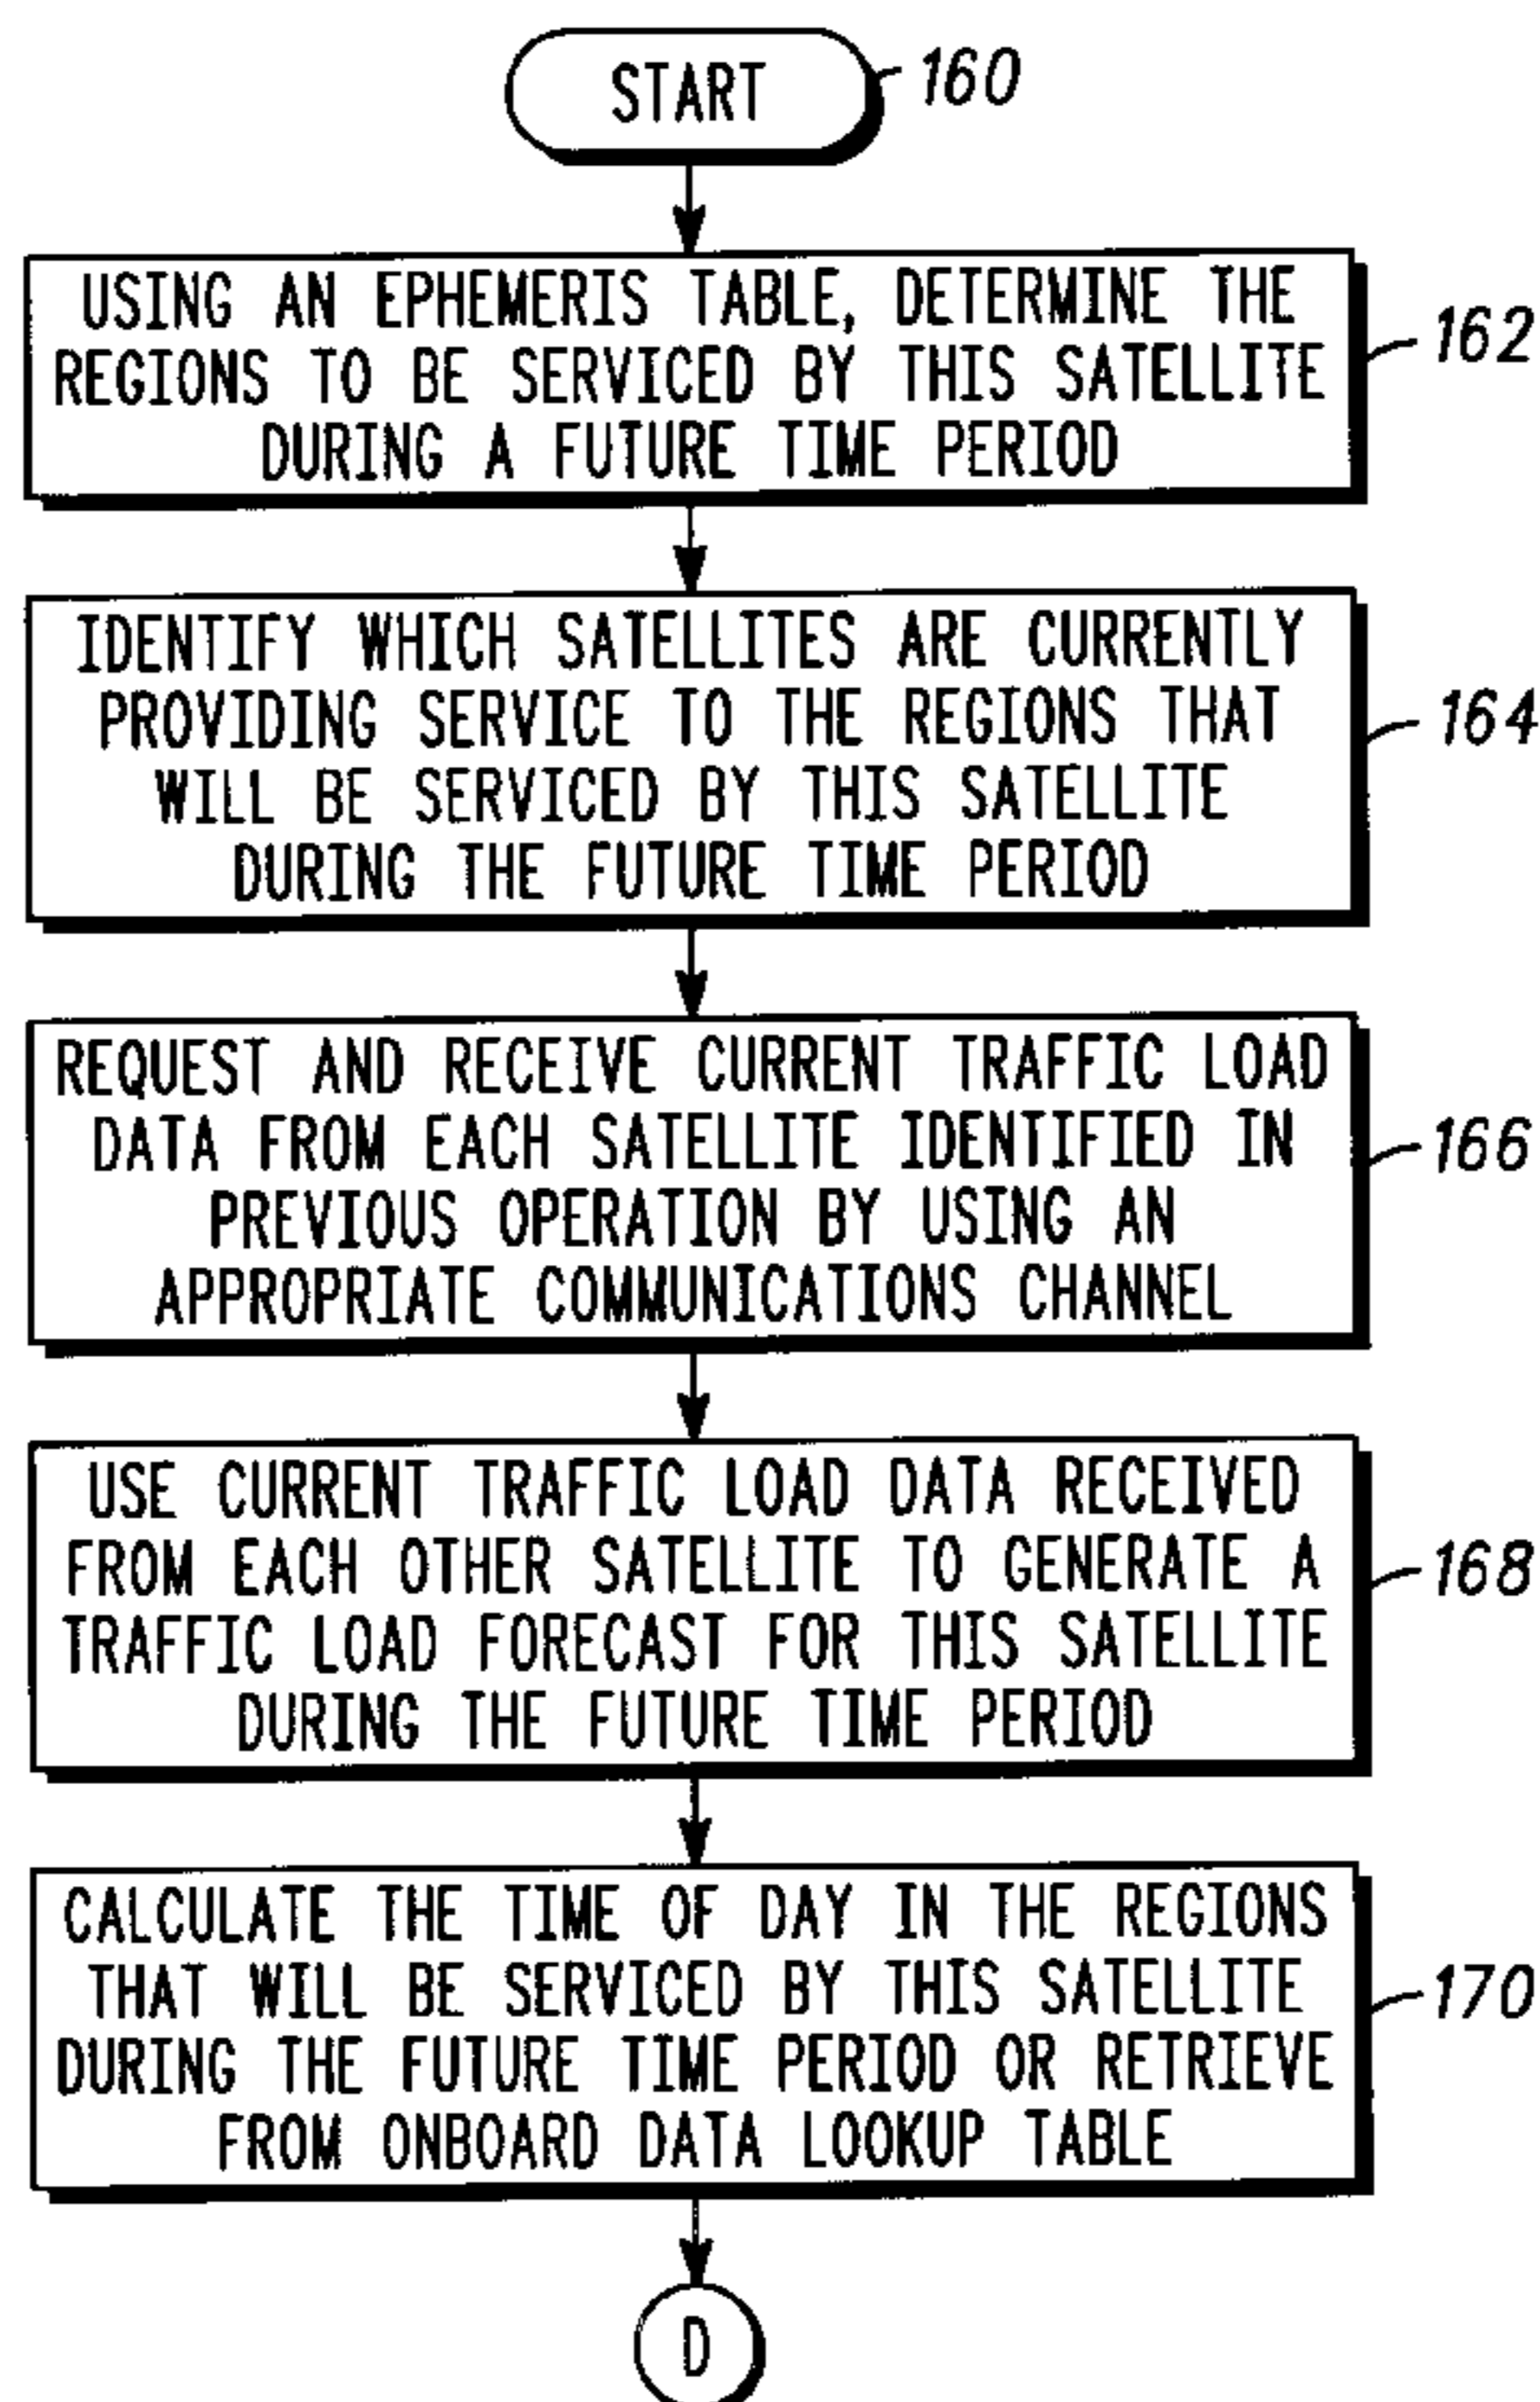 START
160
USING AN EPHEMERIS TABLE, DETERMINE THE
REGIONS TO BE SERVICED BY THIS SATELLITE
DURING A FUTURE TIME PERIOD
162
IDENTIFY WHICH SATELLITES ARE CURRENTLY
PROVIDING SERVICE TO THE REGIONS THAT
WILL BE SERVICED BY THIS SATELLITE
DURING THE FUTURE TIME PERIOD
164
REQUEST AND RECEIVE CURRENT TRAFFIC LOAD
DATA FROM EACH SATELLITE IDENTIFIED IN
PREVIOUS OPERATION BY USING AN
APPROPRIATE COMMUNICATIONS CHANNEL
166
USE CURRENT TRAFFIC LOAD DATA RECEIVED
FROM EACH OTHER SATELLITE TO GENERATE A
TRAFFIC LOAD FORECAST FOR THIS SATELLITE
DURING THE FUTURE TIME PERIOD
168
CALCULATE THE TIME OF DAY IN THE REGIONS
THAT WILL BE SERVICED BY THIS SATELLITE
DURING THE FUTURE TIME PERIOD OR RETRIEVE
FROM ONBOARD DATA LOOKUP TABLE
170
D